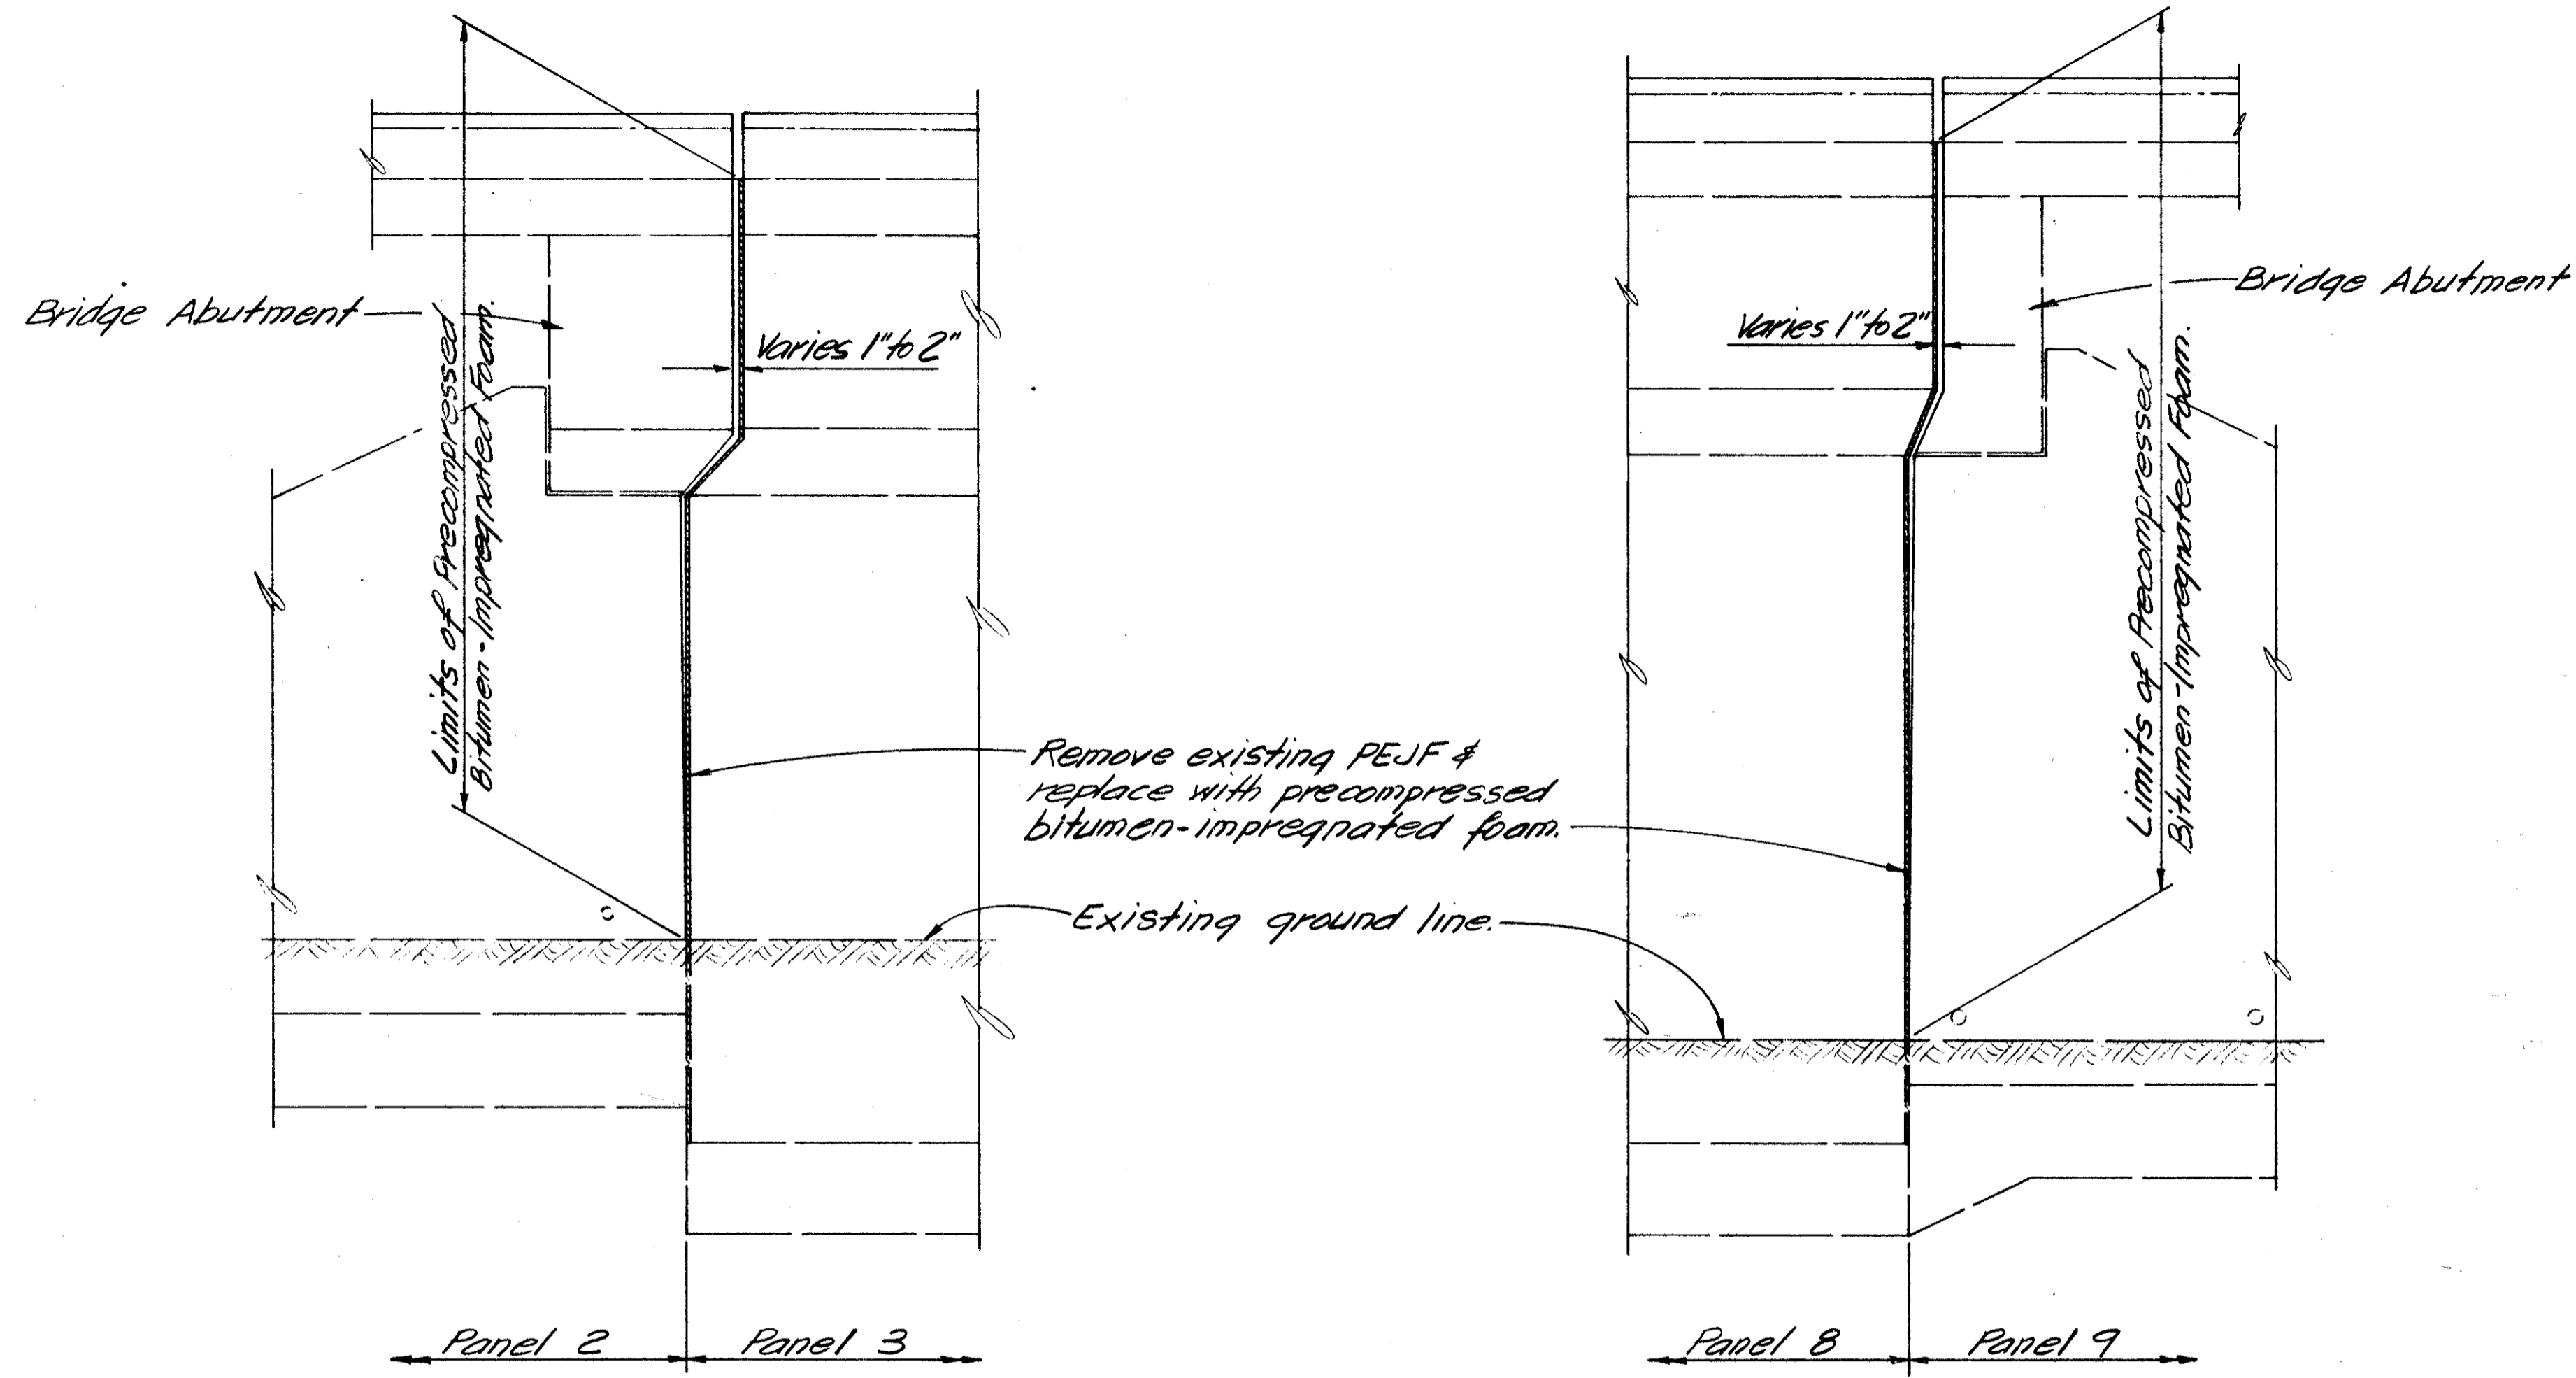 Bridge Abutment
Limits of Precompressed
Bitumen-Impregnated Foam.
Varies 1" to 2"
Remove existing PEJF &
replace with precompressed
bitumen-impregnated foam.
Existing ground line.
Panel 2
Panel 3
Varies 1" to 2"
Bridge Abutment
Limits of Precompressed
Bitumen-Impregnated Foam.
Panel 8
Panel 9